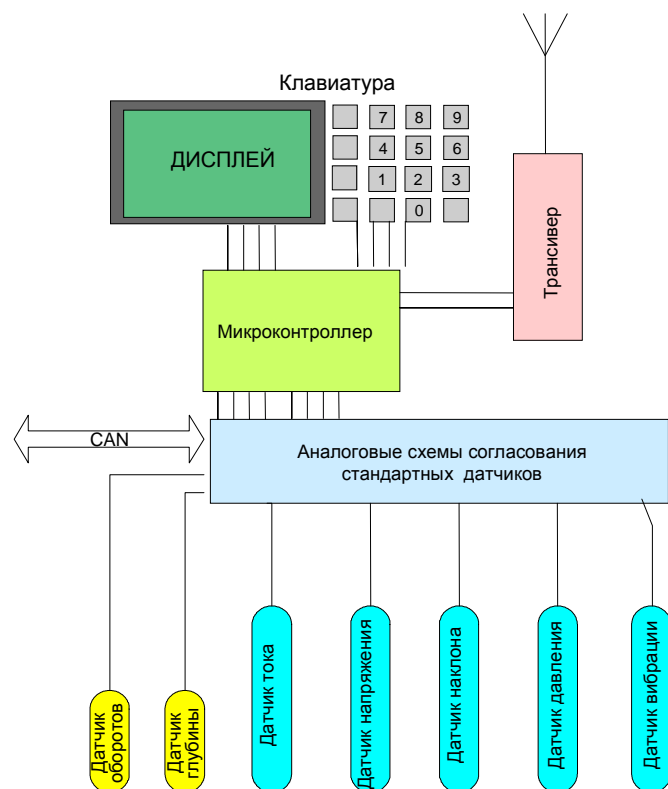 Клавиатура
ДИСПЛЕЙ
7 8 9
4 5 6
1 2 3
0
Трансивер
Микроконтроллер
CAN
Аналоговые схемы согласования
стандартных датчиков
Датчик
оборотов
Датчик
глубины
Датчик тока
Датчик напряжения
Датчик наклона
Датчик давления
Датчик вибрации